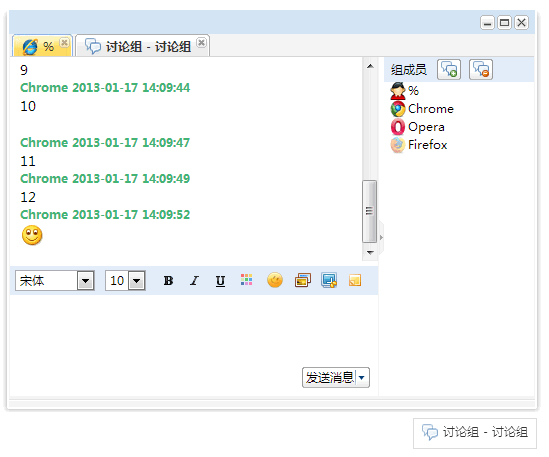 %
讨论组 - 讨论组
9
Chrome 2013-01-17 14:09:44
10
Chrome 2013-01-17 14:09:47
11
Chrome 2013-01-17 14:09:49
12
Chrome 2013-01-17 14:09:52
组成员
%
Chrome
Opera
Firefox
宋体 10 B I U
发送消息
讨论组 - 讨论组